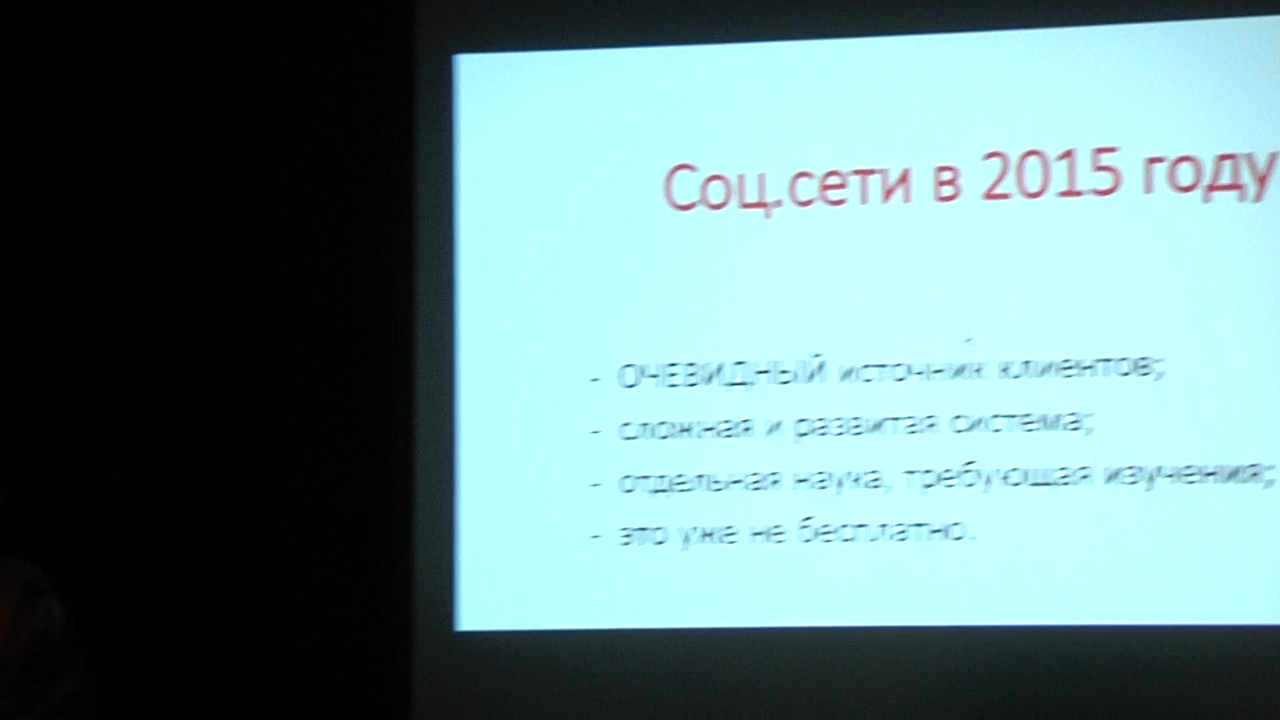 Соц.сети в 2015 году
- ОЧЕВИДНЫЙ источник клиентов;
- сложная и развитая система;
- отдельная наука, требующая изучения;
- это уже не бесплатно.